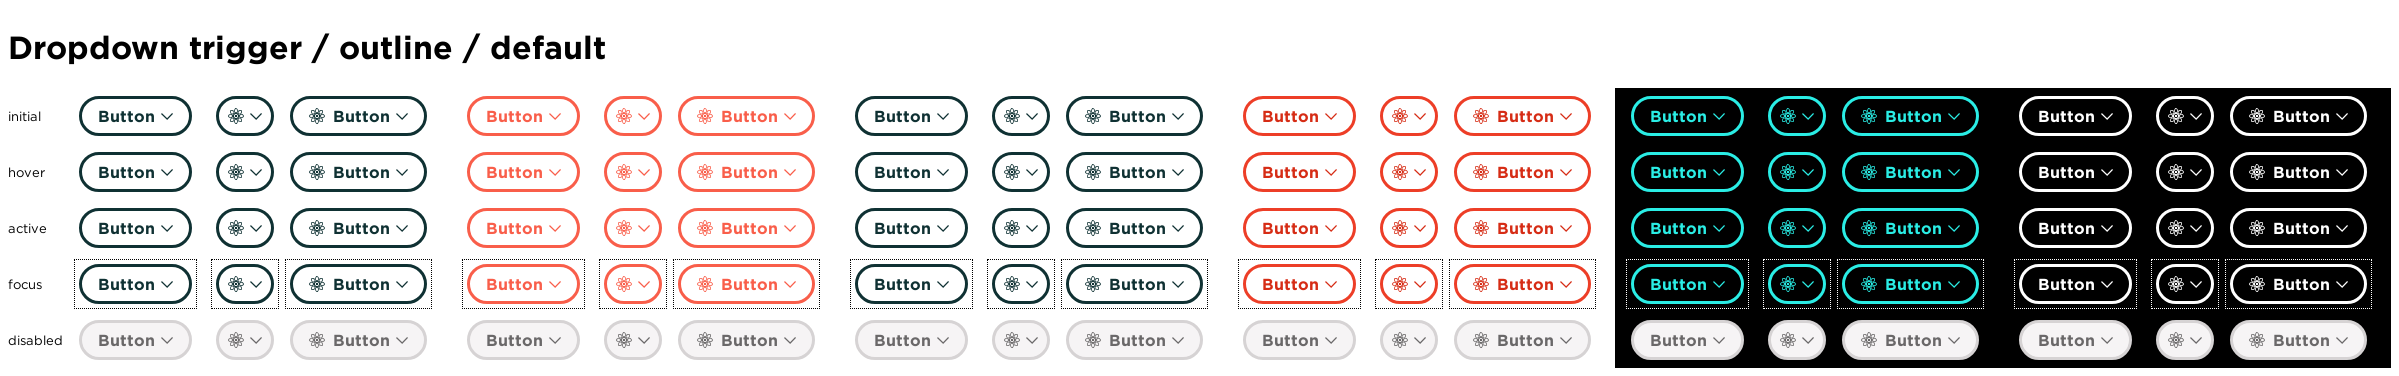 Dropdown trigger / outline / default
initial Button Button Button Button Button Button Button Button Button Button Button Button
hover Button Button Button Button Button Button Button Button Button Button Button Button
active Button Button Button Button Button Button Button Button Button Button Button Button
focus Button Button Button Button Button Button Button Button Button Button Button Button
disabled Button Button Button Button Button Button Button Button Button Button Button Button